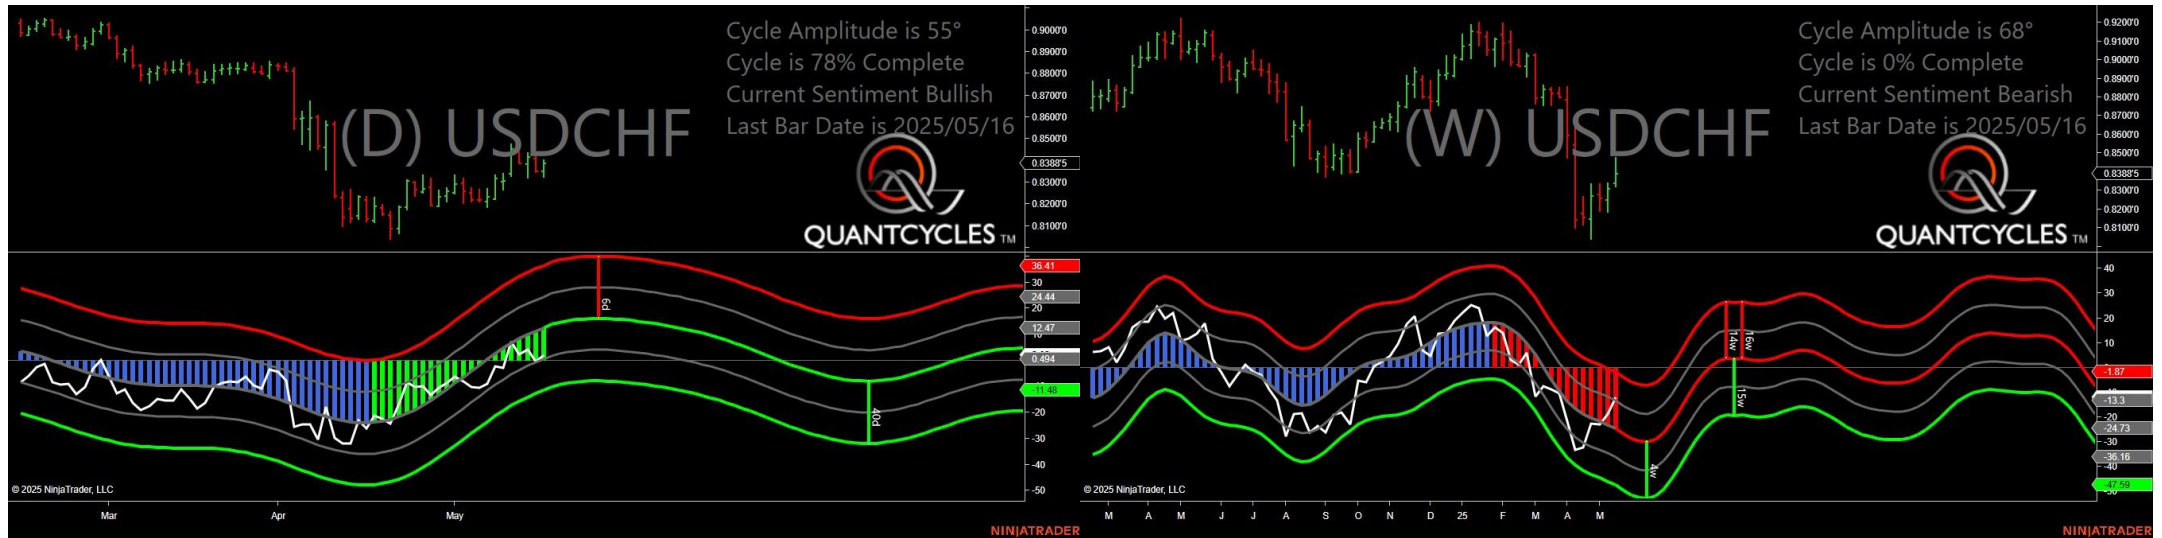 Cycle Amplitude is 55°
Cycle is 78% Complete
Current Sentiment Bullish
Last Bar Date is 2025/05/16
(D) USDCHF
QUANTCYCLES TM
0.9000'0
0.8900'0
0.8800'0
0.8700'0
0.8600'0
0.8500'0
0.8388'5
0.8300'0
0.8200'0
0.8100'0
36.41
30
24.44
20
12.47
0.494
-11.48
-20
-30
-40
-50
6d
40d
© 2025 NinjaTrader, LLC
Mar
Apr
May
NINJATRADER
Cycle Amplitude is 68°
Cycle is 0% Complete
Current Sentiment Bearish
Last Bar Date is 2025/05/16
(W) USDCHF
QUANTCYCLES TM
0.9200'0
0.9100'0
0.9000'0
0.8900'0
0.8800'0
0.8700'0
0.8600'0
0.8500'0
0.8388'5
0.8300'0
0.8200'0
0.8100'0
40
30
20
10
-1.87
-13.3
-20
-24.73
-30
-36.16
-40
-47.59
14w
16w
15w
4w
© 2025 NinjaTrader, LLC
M A M J J A S O N D 25 F M A M
NINJATRADER